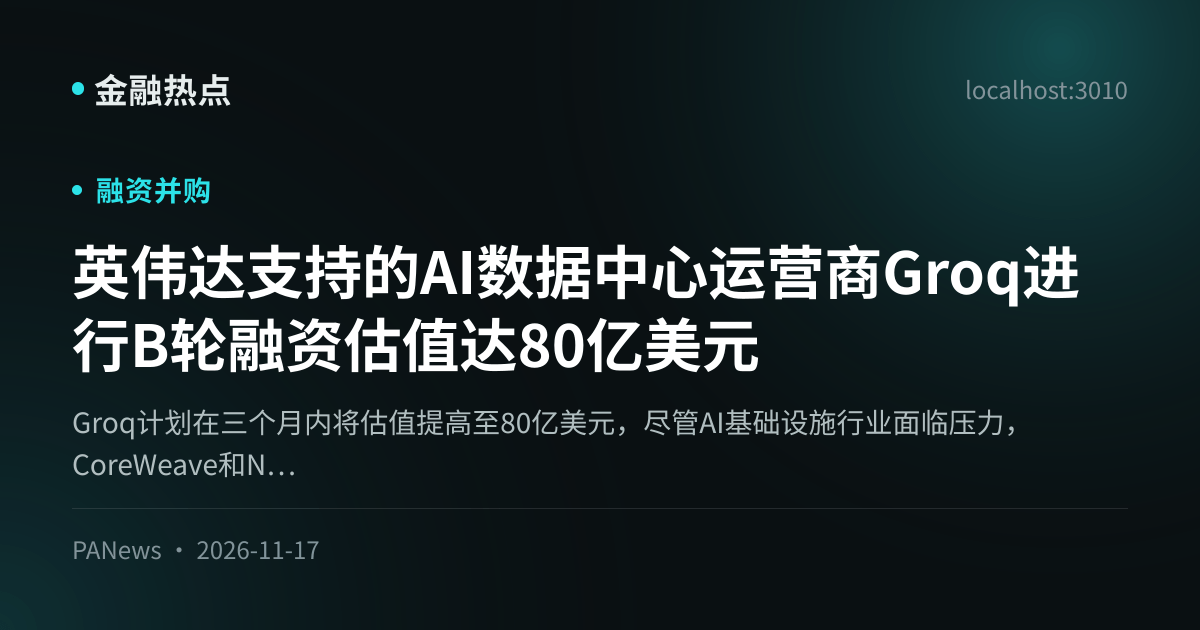 金融热点
localhost:3010
融资并购
英伟达支持的AI数据中心运营商Groq进
行B轮融资估值达80亿美元
Groq计划在三个月内将估值提高至80亿美元，尽管AI基础设施行业面临压力，
CoreWeave和N…
PANews • 2026-11-17